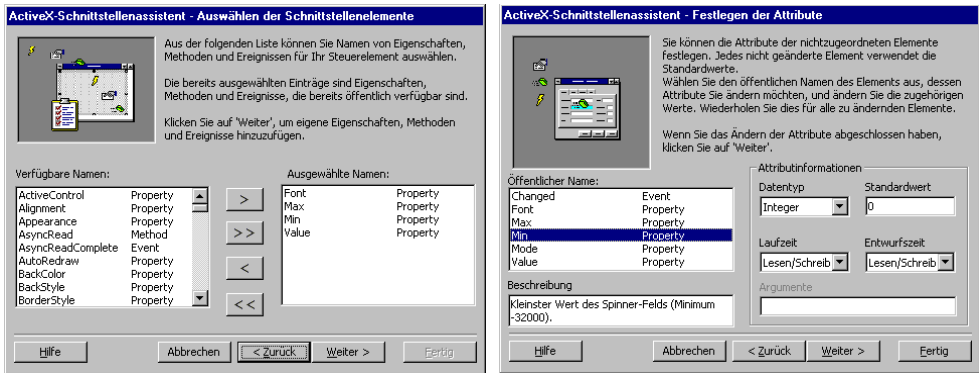 ActiveX-Schnittstellenassistent - Auswählen der Schnittstellenelemente
Aus der folgenden Liste können Sie Namen von Eigenschaften,
Methoden und Ereignissen für Ihr Steuerelement auswählen.
Die bereits ausgewählten Einträge sind Eigenschaften,
Methoden und Ereignisse, die bereits öffentlich verfügbar sind.
Klicken Sie auf 'Weiter', um eigene Eigenschaften, Methoden
und Ereignisse hinzuzufügen.
Verfügbare Namen:
ActiveControl Property
Alignment Property
Appearance Property
AsyncRead Method
AsyncReadComplete Event
AutoRedraw Property
BackColor Property
BackStyle Property
BorderStyle Property
>
>>
<
<<
Ausgewählte Namen:
Font Property
Max Property
Min Property
Value Property
Hilfe
Abbrechen
< Zurück
Weiter >
Fertig
ActiveX-Schnittstellenassistent - Festlegen der Attribute
Sie können die Attribute der nichtzugeordneten Elemente
festlegen. Jedes nicht geänderte Element verwendet die
Standardwerte.
Wählen Sie den öffentlichen Namen des Elements aus, dessen
Attribute Sie ändern möchten, und ändern Sie die zugehörigen
Werte. Wiederholen Sie dies für alle zu ändernden Elemente.
Wenn Sie das Ändern der Attribute abgeschlossen haben,
klicken Sie auf 'Weiter'.
Öffentlicher Name:
Changed Event
Font Property
Max Property
Min Property
Mode Property
Value Property
Beschreibung
Kleinster Wert des Spinner-Felds (Minimum
-32000).
Attributinformationen
Datentyp Standardwert
Integer 0
Laufzeit Entwurfszeit
Lesen/Schreib Lesen/Schreib
Argumente
Hilfe
Abbrechen
< Zurück
Weiter >
Fertig